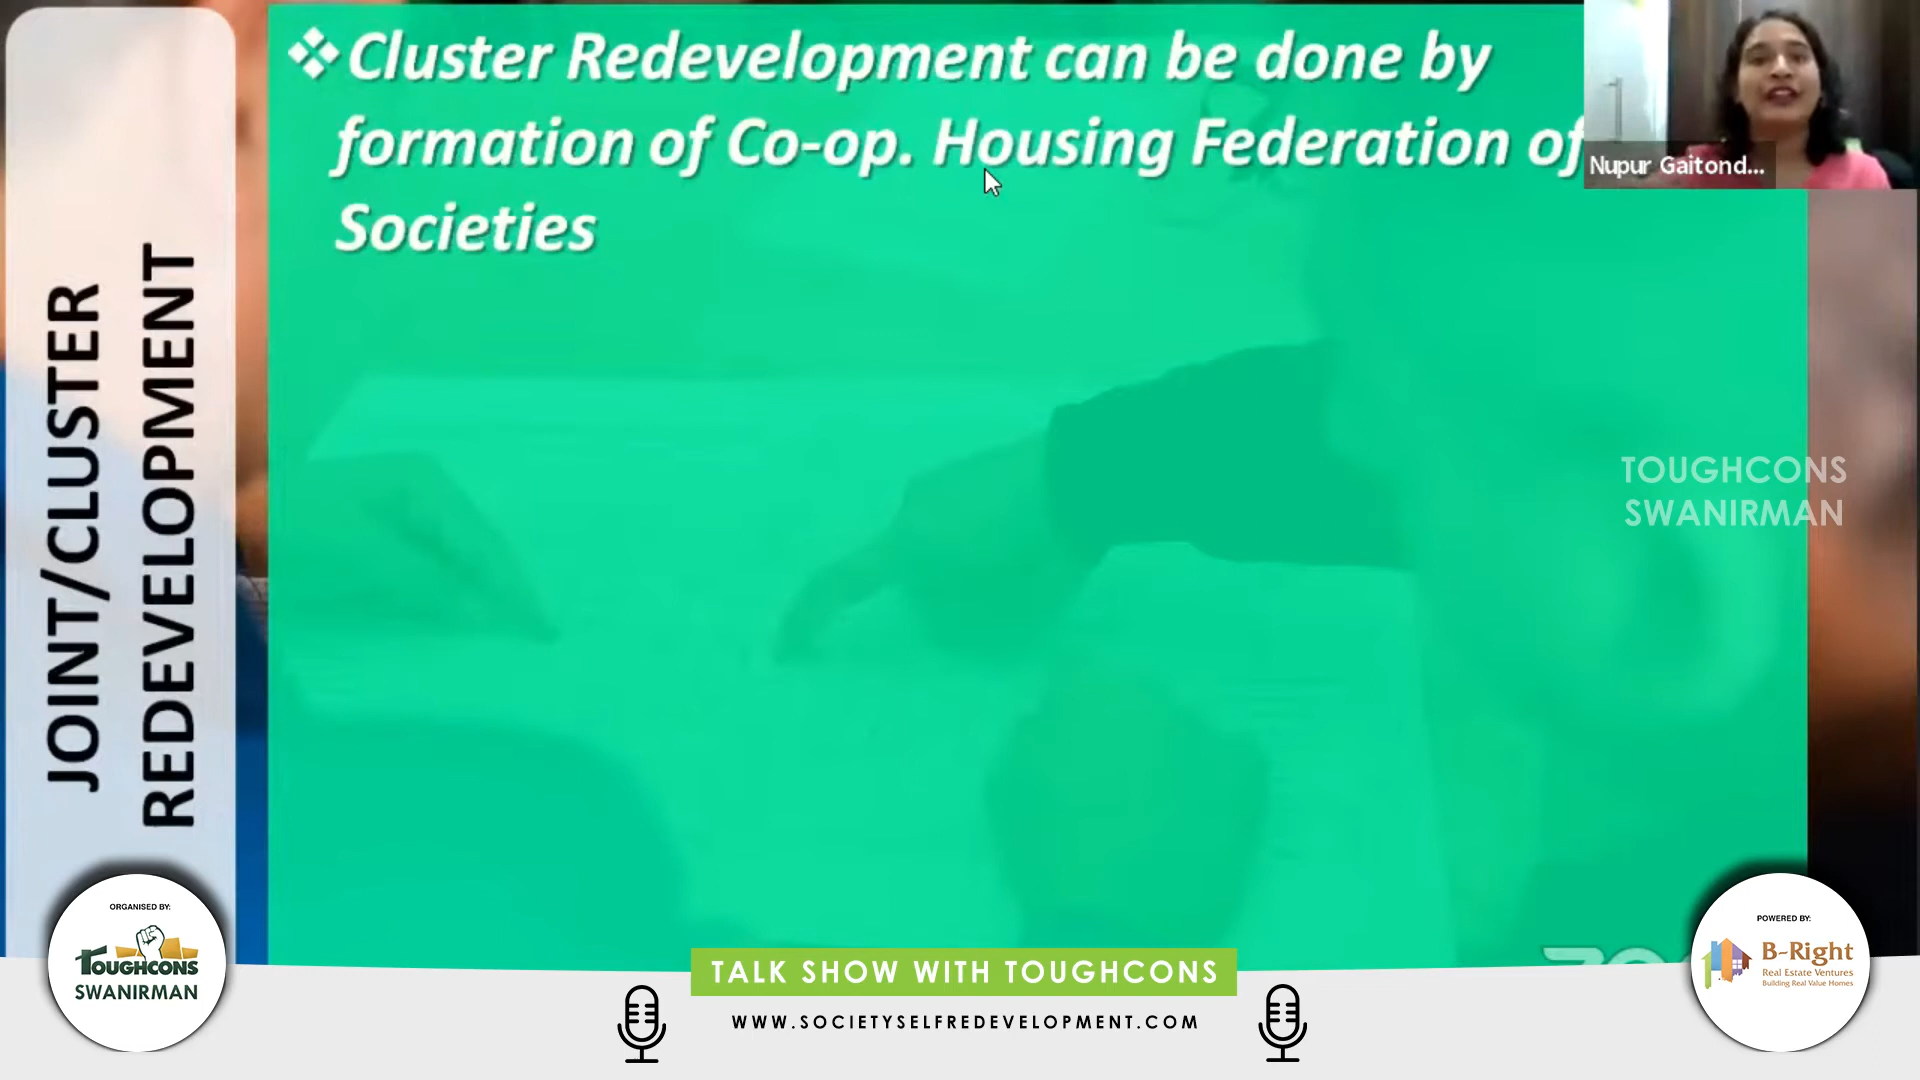 ❖Cluster Redevelopment can be done by
formation of Co-op. Housing Federation of
Societies
Nupur Gaitond...
JOINT/CLUSTER
REDEVELOPMENT
TOUGHCONS
SWANIRMAN
ORGANISED BY:
TOUGHCONS
SWANIRMAN
TALK SHOW WITH TOUGHCONS
WWW.SOCIETYSELFREDEVELOPMENT.COM
POWERED BY:
B-Right
Real Estate Ventures
Building Real Value Homes